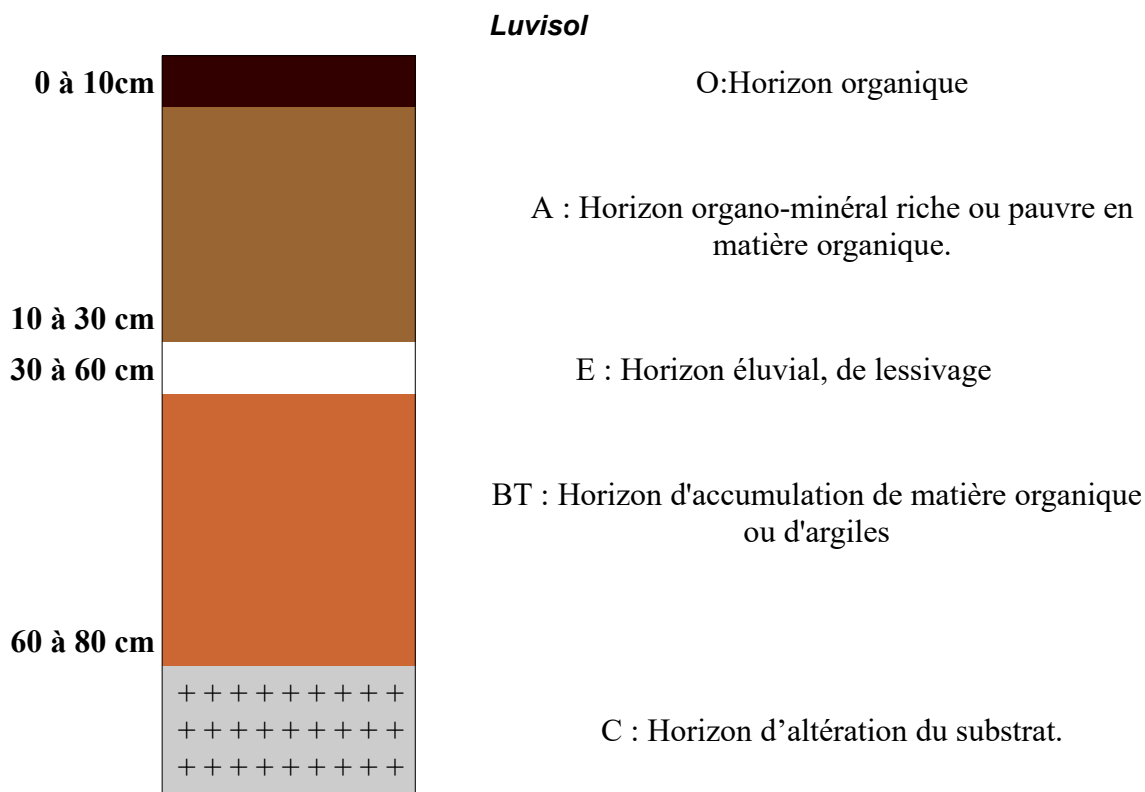 Luvisol
0 à 10cm
O:Horizon organique
A : Horizon organo-minéral riche ou pauvre en
matière organique.
10 à 30 cm
30 à 60 cm
E : Horizon éluvial, de lessivage
BT : Horizon d'accumulation de matière organique
ou d'argiles
60 à 80 cm
+ + + + + + + + +
+ + + + + + + + +
+ + + + + + + + +
C : Horizon d’altération du substrat.